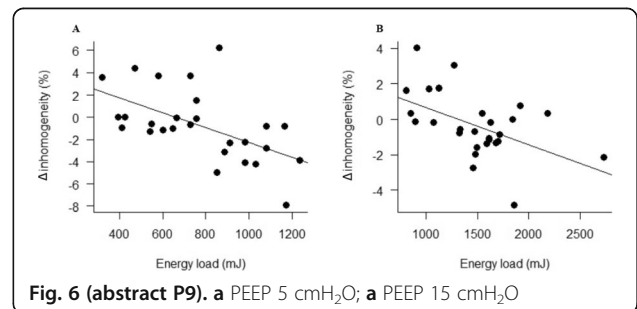 A
B
6
4
2
0
-2
-4
-6
-8
Δ inhomogeneity (%)
400 600 800 1000 1200
Energy load (mJ)
4
2
0
-2
-4
Δ inhomogeneity (%)
1000 1500 2000 2500
Energy load (mJ)
Fig. 6 (abstract P9). a PEEP 5 cmH₂O; a PEEP 15 cmH₂O